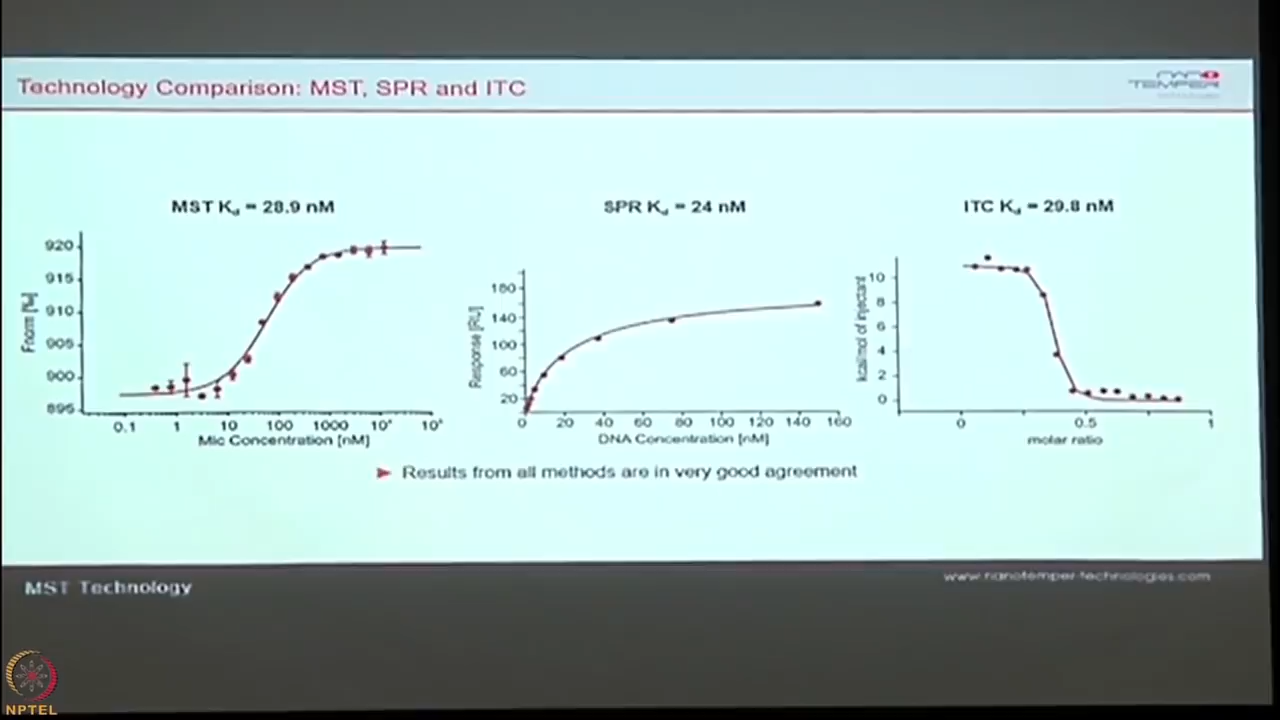 Technology Comparison: MST, SPR and ITC
NANO
TEMPER
MST Kd = 28.9 nM
SPR Kd = 24 nM
ITC Kd = 29.8 nM
Fnorm [‰]
920
915
910
905
900
895
0.1 1 10 100 1000 10⁴ 10⁵
Mic Concentration [nM]
Response [RU]
180
140
100
60
20
0 20 40 60 80 100 120 140 160
DNA Concentration [nM]
kcal/mol of injectant
10
8
6
4
2
0
0 0.5 1
molar ratio
Results from all methods are in very good agreement
MST Technology
www.nanotemper-technologies.com
NPTEL